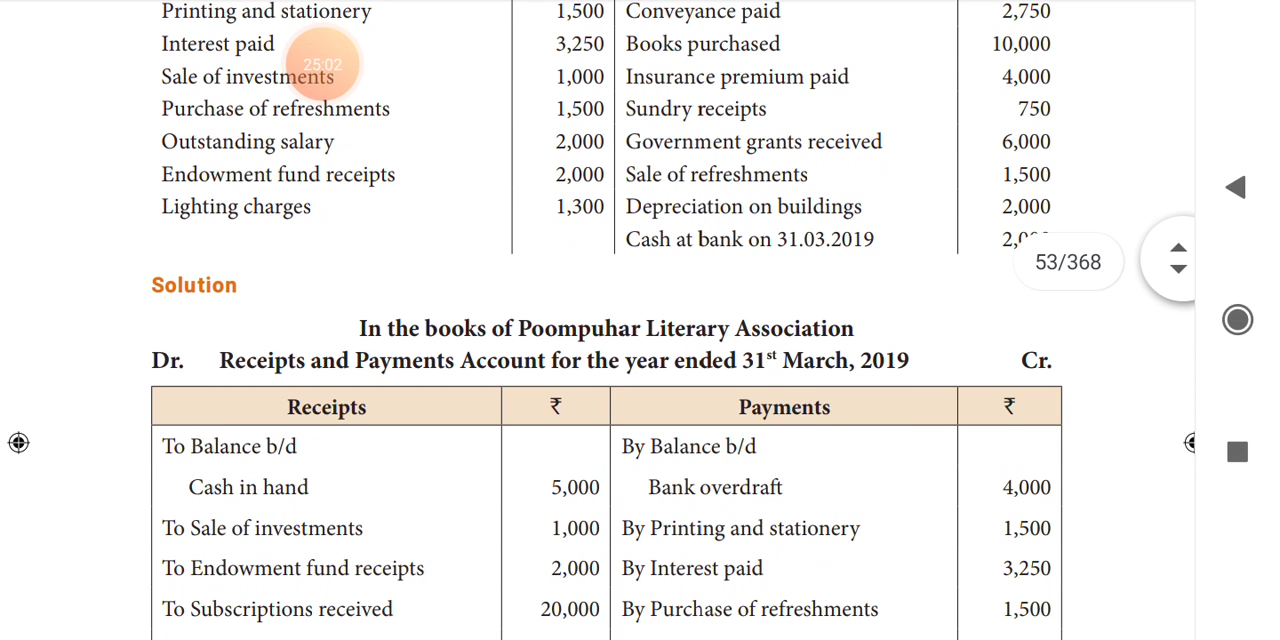 Printing and stationery 1,500 Conveyance paid 2,750
Interest paid 3,250 Books purchased 10,000
25:02
Sale of investments 1,000 Insurance premium paid 4,000
Purchase of refreshments 1,500 Sundry receipts 750
Outstanding salary 2,000 Government grants received 6,000
Endowment fund receipts 2,000 Sale of refreshments 1,500
Lighting charges 1,300 Depreciation on buildings 2,000
Cash at bank on 31.03.2019
53/368
Solution
In the books of Poompuhar Literary Association
Dr. Receipts and Payments Account for the year ended 31st March, 2019 Cr.
Receipts ₹ Payments ₹
To Balance b/d By Balance b/d
Cash in hand 5,000 Bank overdraft 4,000
To Sale of investments 1,000 By Printing and stationery 1,500
To Endowment fund receipts 2,000 By Interest paid 3,250
To Subscriptions received 20,000 By Purchase of refreshments 1,500